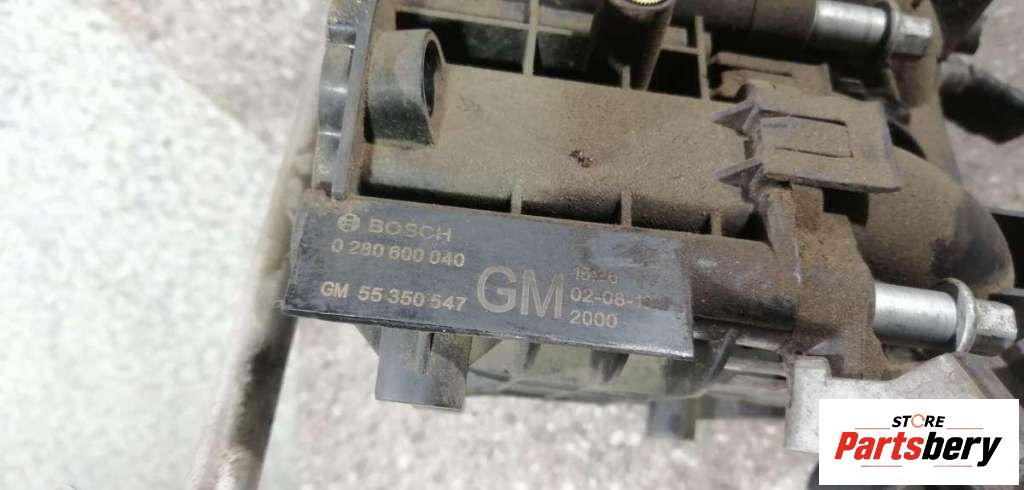 BOSCH
0 280 600 040
GM 55 350 547
GM
02-08-1
2000
STORE
Partsbery